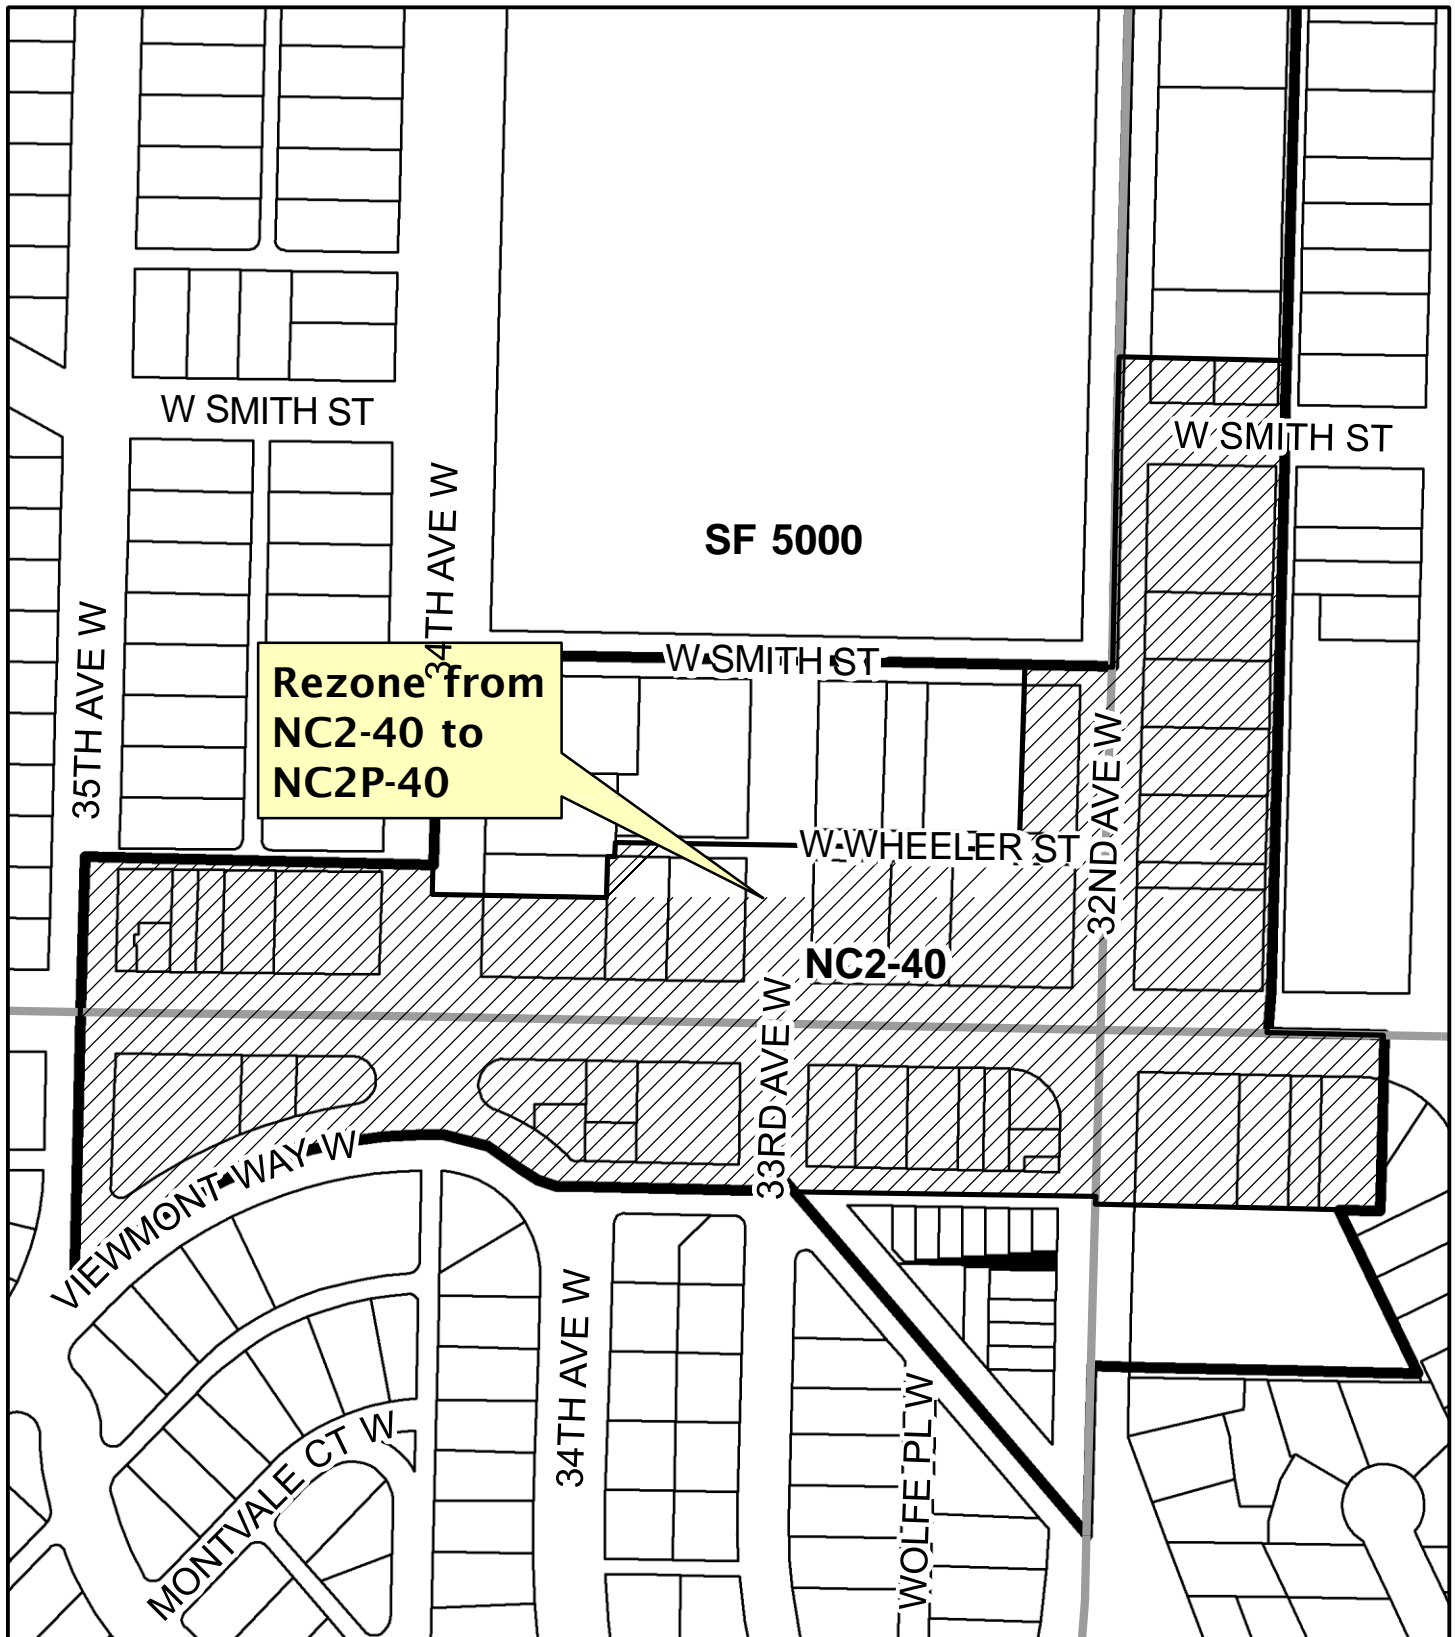 W SMITH ST
W SMITH ST
34TH AVE W
SF 5000
35TH AVE W
W SMITH ST
Rezone from
NC2-40 to
NC2P-40
32ND AVE W
W WHEELER ST
NC2-40
33RD AVE W
VIEWMONT WAY W
34TH AVE W
WOLFE PL W
MONTVALE CT W